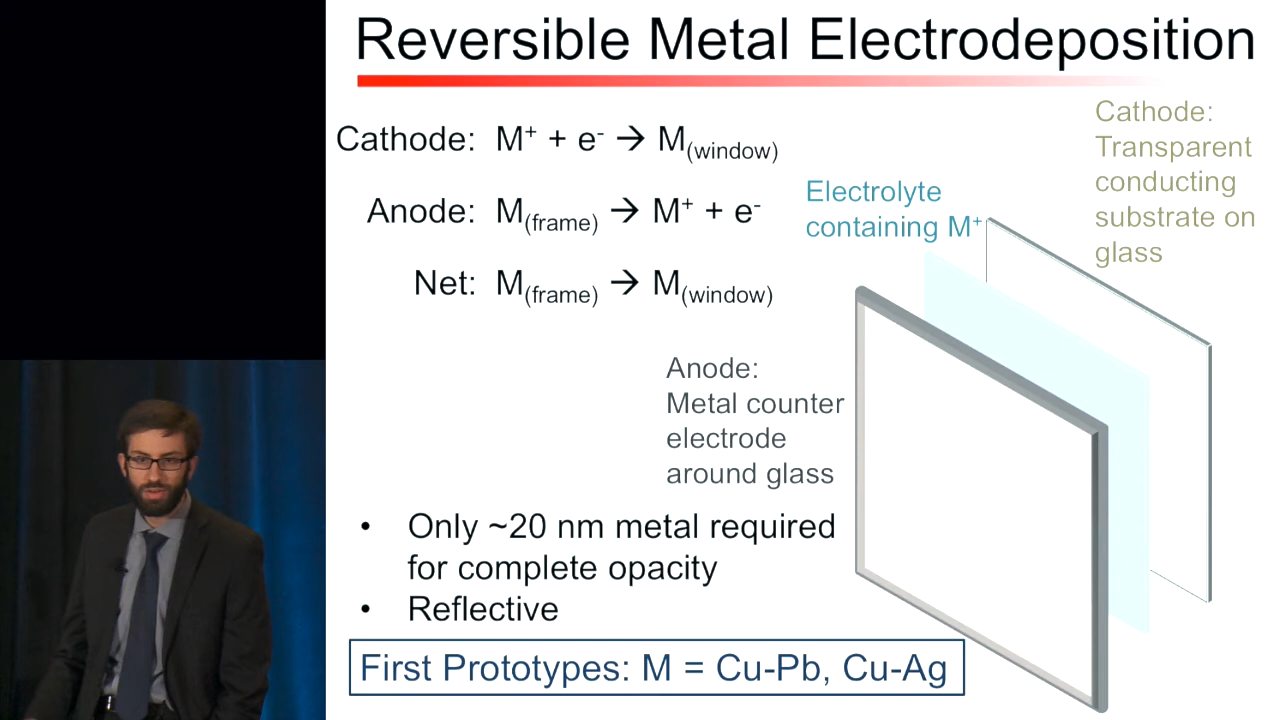 Reversible Metal Electrodeposition
Cathode: M⁺ + e⁻ → M(window)
Anode: M(frame) → M⁺ + e⁻
Net: M(frame) → M(window)
Cathode:
Transparent
conducting
substrate on
glass
Electrolyte
containing M⁺
Anode:
Metal counter
electrode
around glass
• Only ~20 nm metal required
for complete opacity
• Reflective
First Prototypes: M = Cu-Pb, Cu-Ag